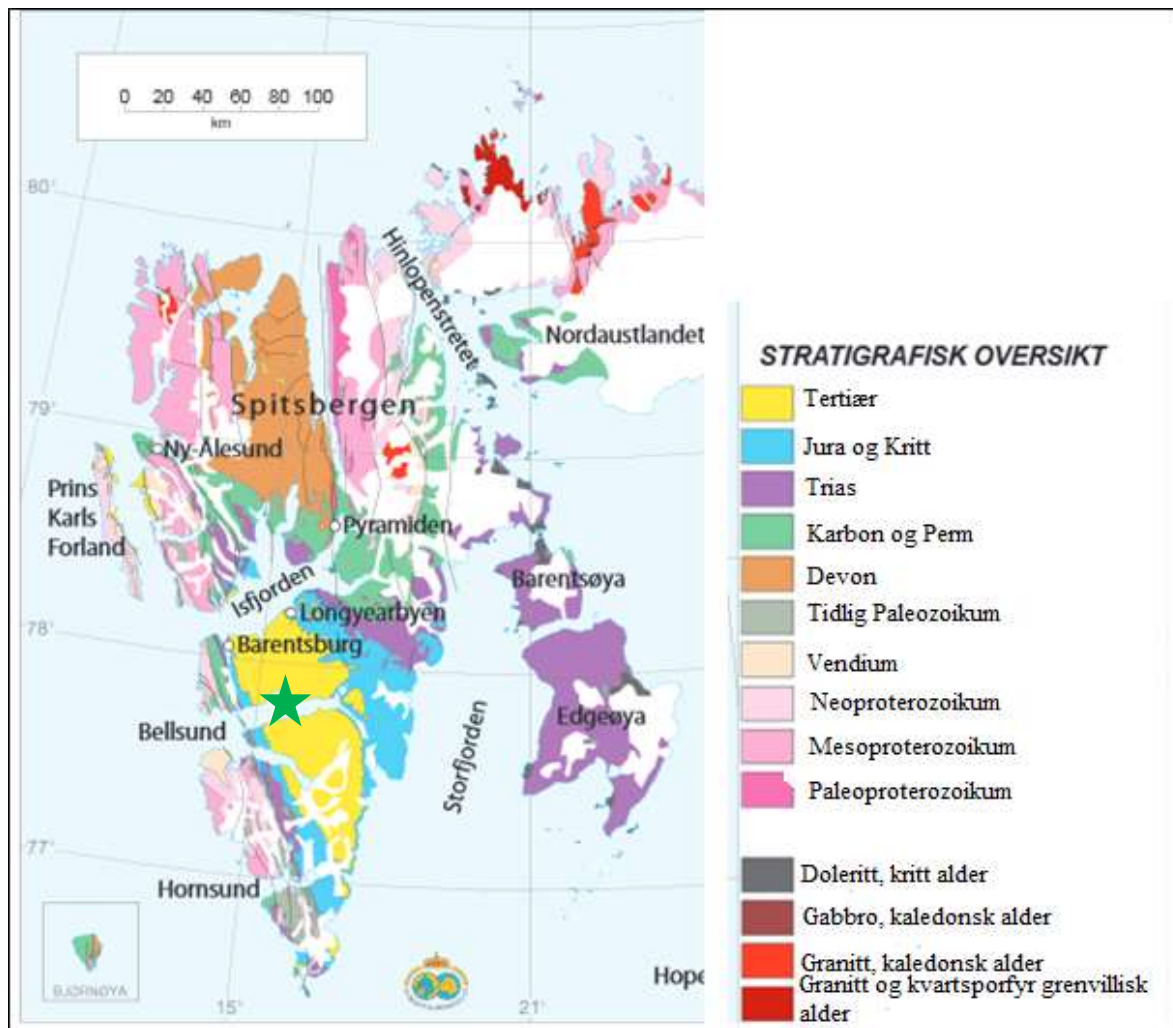 0 20 40 60 80 100
km
80°
79°
78°
77°
15°
21°
Hinlopenstretet
Nordaustlandet
Spitsbergen
Ny-Ålesund
Prins
Karls
Forland
Pyramiden
Isfjorden
Barentsøya
Longyearbyen
Barentsburg
Bellsund
Storfjorden
Edgeøya
Hornsund
BJØRNØYA
Hope
STRATIGRAFISK OVERSIKT
Tertiær
Jura og Kritt
Trias
Karbon og Perm
Devon
Tidlig Paleozoikum
Vendium
Neoproterozoikum
Mesoproterozoikum
Paleoproterozoikum
Doleritt, kritt alder
Gabbro, kaledonsk alder
Granitt, kaledonsk alder
Granitt og kvartsporfyr grenvillisk
alder